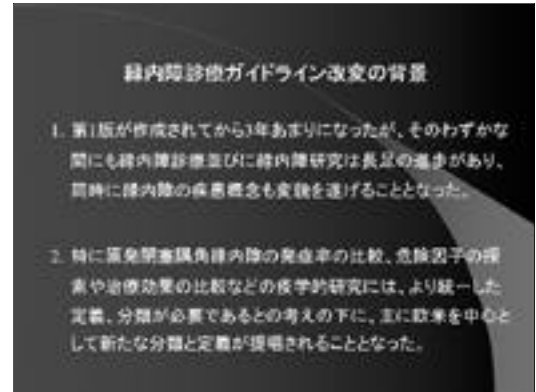 緑内障診療ガイドライン改変の背景
1. 第1版が作成されてから3年あまりになったが、そのわずかな
間にも緑内障診療並びに緑内障研究は長足の進歩があり、
同時に緑内障の疾患概念も変貌を遂げることとなった。
2. 特に原発閉塞隅角緑内障の発症率の比較、危険因子の探
索や治療効果の比較などの疫学的研究には、より統一した
定義、分類が必要であるとの考えの下に、主に欧米を中心と
して新たな分類と定義が提唱されることとなった。